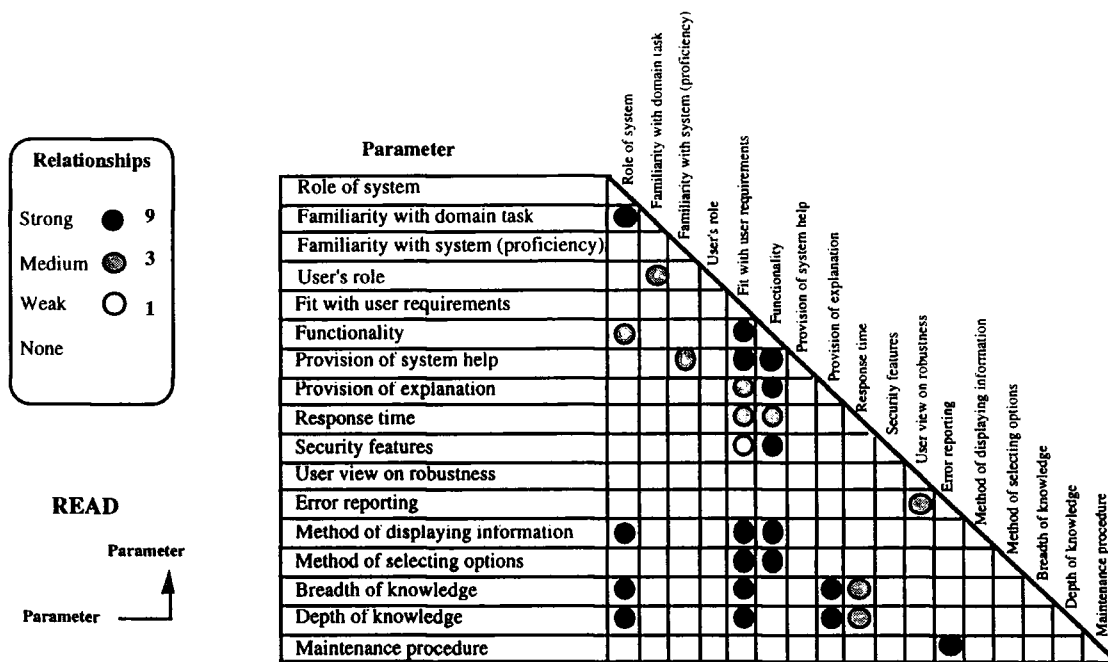 Relationships
Strong 9
Medium 3
Weak 1
None
READ
Parameter
Parameter
Parameter
Role of system
Familiarity with domain task
Familiarity with system (proficiency)
User's role
Fit with user requirements
Functionality
Provision of system help
Provision of explanation
Response time
Security features
User view on robustness
Error reporting
Method of displaying information
Method of selecting options
Breadth of knowledge
Depth of knowledge
Maintenance procedure
Role of system
Familiarity with domain task
Familiarity with system (proficiency)
User's role
Fit with user requirements
Functionality
Provision of system help
Provision of explanation
Response time
Security features
User view on robustness
Error reporting
Method of displaying information
Method of selecting options
Breadth of knowledge
Depth of knowledge
Maintenance procedure